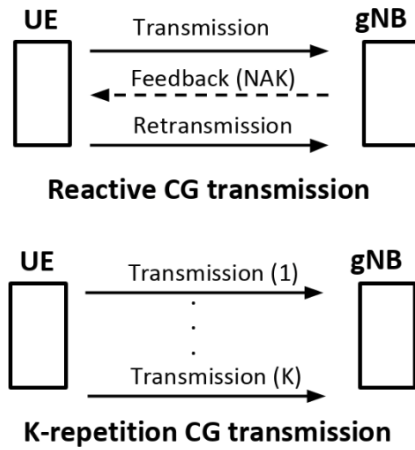 UE gNB
Transmission
Feedback (NAK)
Retransmission
Reactive CG transmission
UE gNB
Transmission (1)
Transmission (K)
K-repetition CG transmission